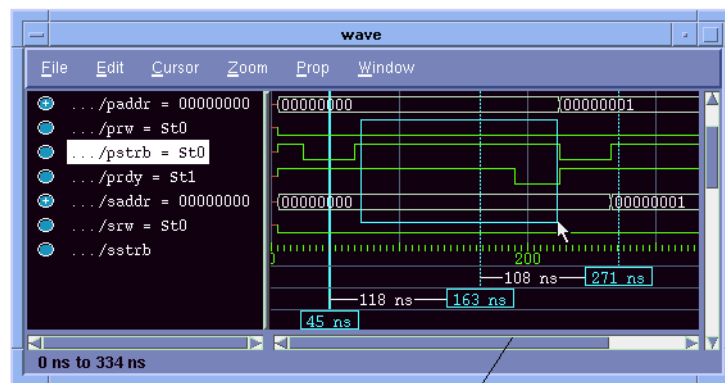 wave
File Edit Cursor Zoom Prop Window
.../paddr = 00000000 00000000 00000001
.../prw = St0
.../pstrb = St0
.../prdy = St1
.../saddr = 00000000 00000000 00000001
.../srw = St0
.../sstrb
0 200
108 ns 271 ns
118 ns 163 ns
45 ns
0 ns to 334 ns